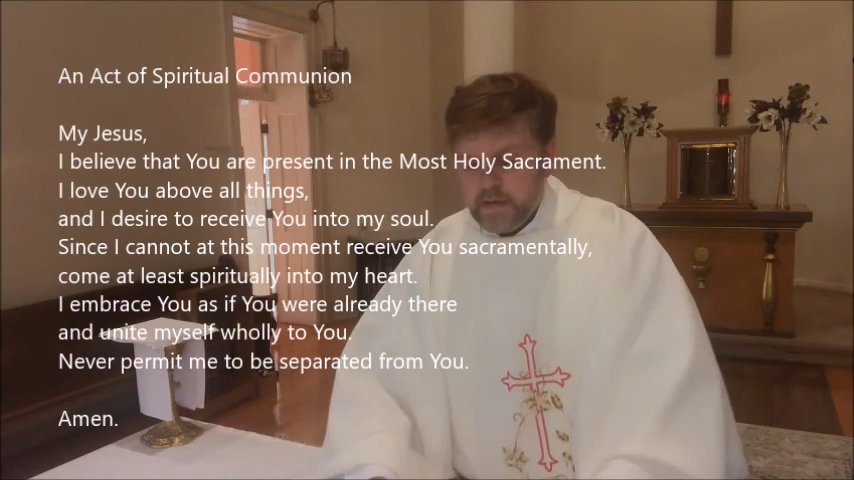 An Act of Spiritual Communion
My Jesus,
I believe that You are present in the Most Holy Sacrament.
I love You above all things,
and I desire to receive You into my soul.
Since I cannot at this moment receive You sacramentally,
come at least spiritually into my heart.
I embrace You as if You were already there
and unite myself wholly to You.
Never permit me to be separated from You.
Amen.